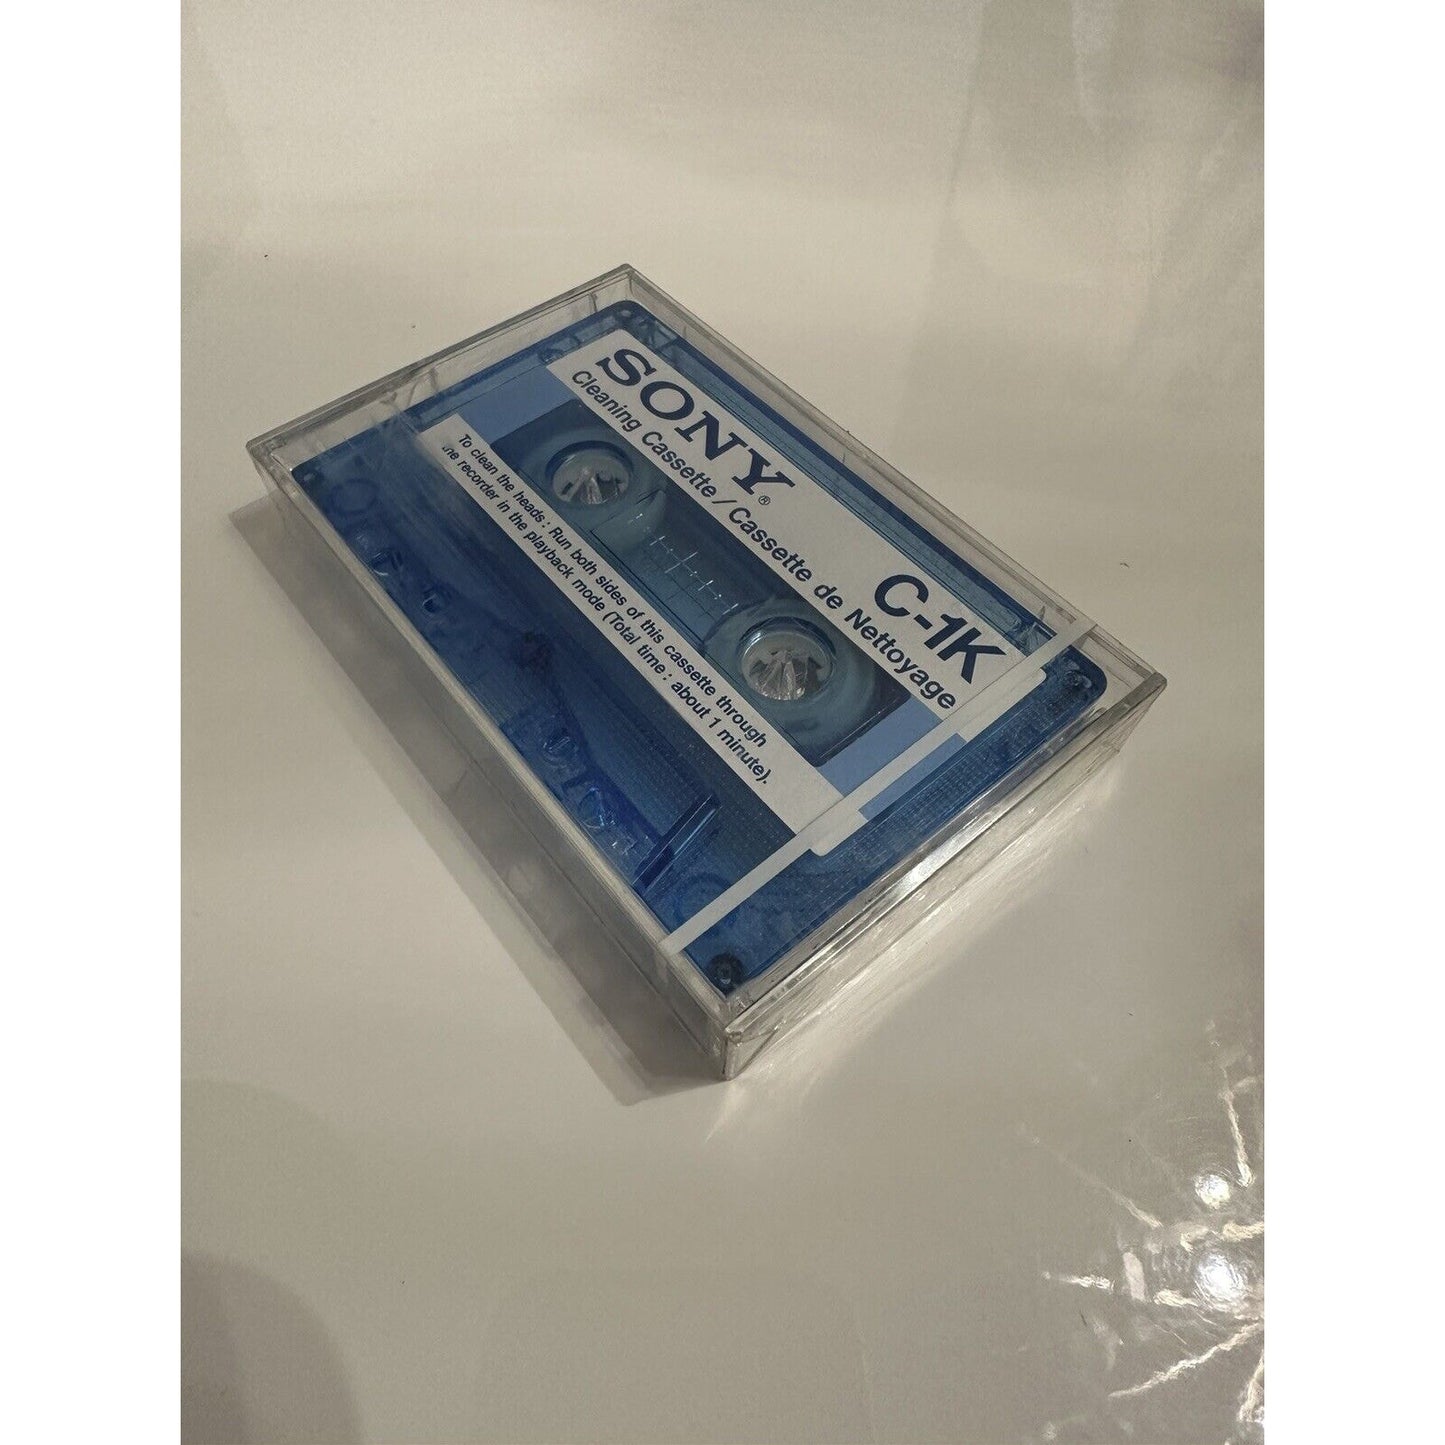 SONY®
C-1K
Cleaning Cassette / Cassette de Nettoyage
To clean the heads: Run both sides of this cassette through
the recorder in the playback mode (Total time: about 1 minute).